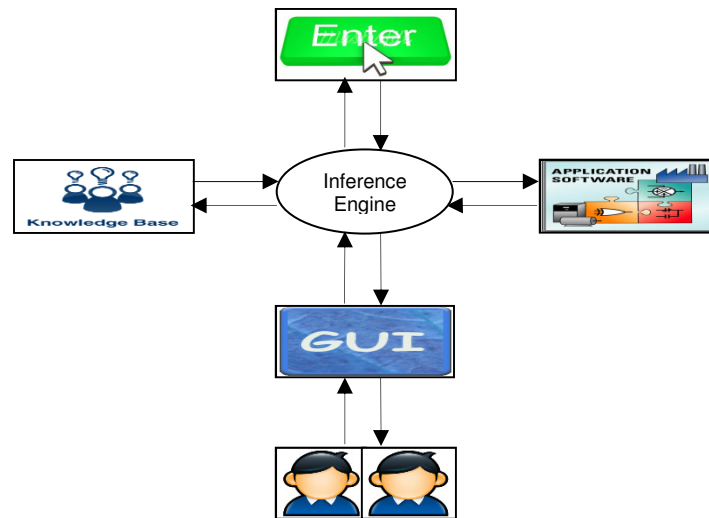 Enter
Knowledge Base
Inference
Engine
APPLICATION
SOFTWARE
GUI